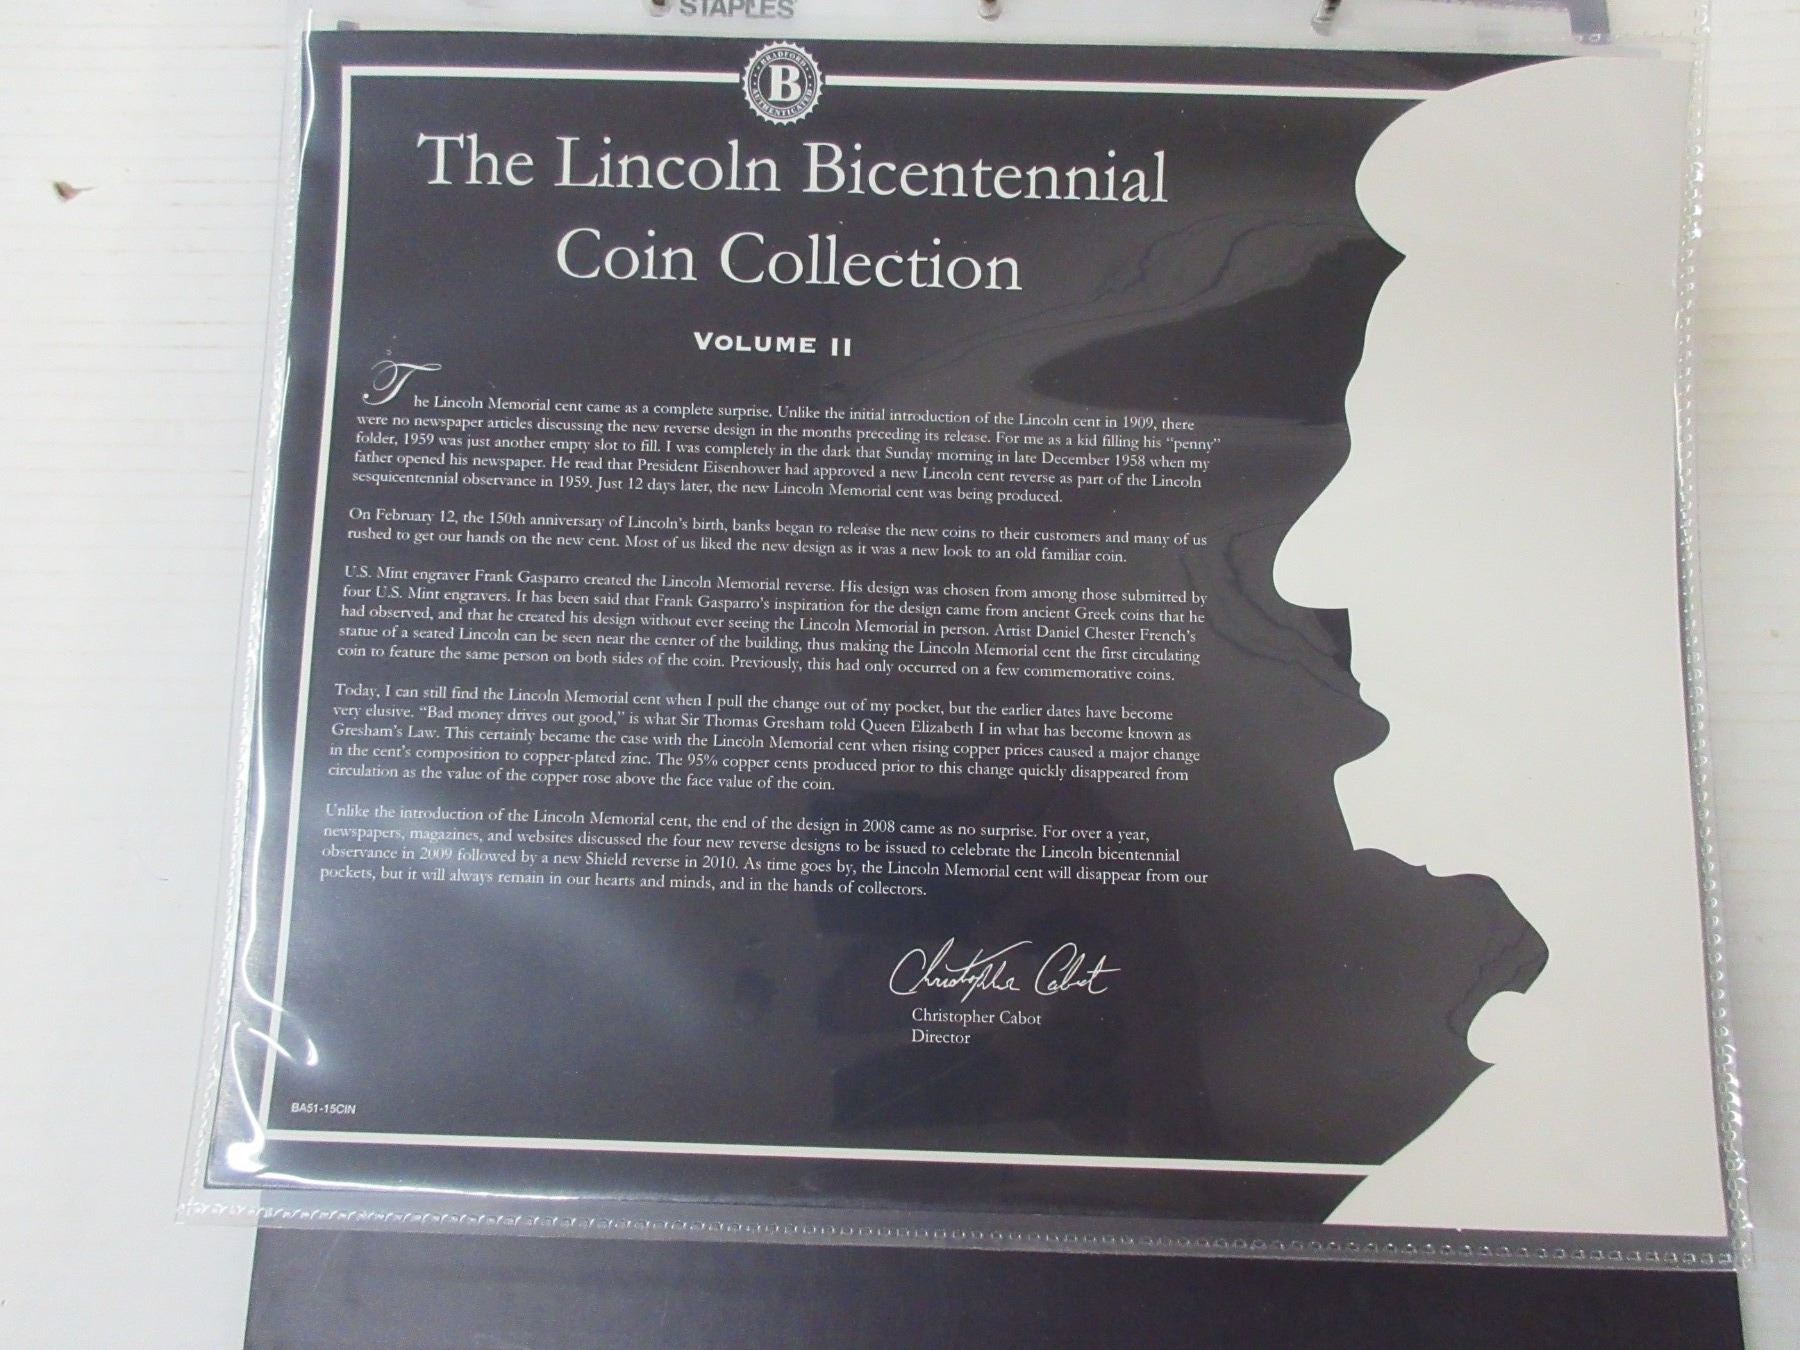 STAPLES
BRADFORD
B
AUTHENTICATED
The Lincoln Bicentennial
Coin Collection
VOLUME II
The Lincoln Memorial cent came as a complete surprise. Unlike the initial introduction of the Lincoln cent in 1909, there
were no newspaper articles discussing the new reverse design in the months preceding its release. For me as a kid filling his “penny”
folder, 1959 was just another empty slot to fill. I was completely in the dark that Sunday morning in late December 1958 when my
father opened his newspaper. He read that President Eisenhower had approved a new Lincoln cent reverse as part of the Lincoln
sesquicentennial observance in 1959. Just 12 days later, the new Lincoln Memorial cent was being produced.
On February 12, the 150th anniversary of Lincoln’s birth, banks began to release the new coins to their customers and many of us
rushed to get our hands on the new cent. Most of us liked the new design as it was a new look to an old familiar coin.
U.S. Mint engraver Frank Gasparro created the Lincoln Memorial reverse. His design was chosen from among those submitted by
four U.S. Mint engravers. It has been said that Frank Gasparro’s inspiration for the design came from ancient Greek coins that he
had observed, and that he created his design without ever seeing the Lincoln Memorial in person. Artist Daniel Chester French’s
statue of a seated Lincoln can be seen near the center of the building, thus making the Lincoln Memorial cent the first circulating
coin to feature the same person on both sides of the coin. Previously, this had only occurred on a few commemorative coins.
Today, I can still find the Lincoln Memorial cent when I pull the change out of my pocket, but the earlier dates have become
very elusive. “Bad money drives out good,” is what Sir Thomas Gresham told Queen Elizabeth I in what has become known as
Gresham’s Law. This certainly became the case with the Lincoln Memorial cent when rising copper prices caused a major change
in the cent’s composition to copper-plated zinc. The 95% copper cents produced prior to this change quickly disappeared from
circulation as the value of the copper rose above the face value of the coin.
Unlike the introduction of the Lincoln Memorial cent, the end of the design in 2008 came as no surprise. For over a year,
newspapers, magazines, and websites discussed the four new reverse designs to be issued to celebrate the Lincoln bicentennial
observance in 2009 followed by a new Shield reverse in 2010. As time goes by, the Lincoln Memorial cent will disappear from our
pockets, but it will always remain in our hearts and minds, and in the hands of collectors.
Christopher Cabot
Christopher Cabot
Director
BA51-15CIN